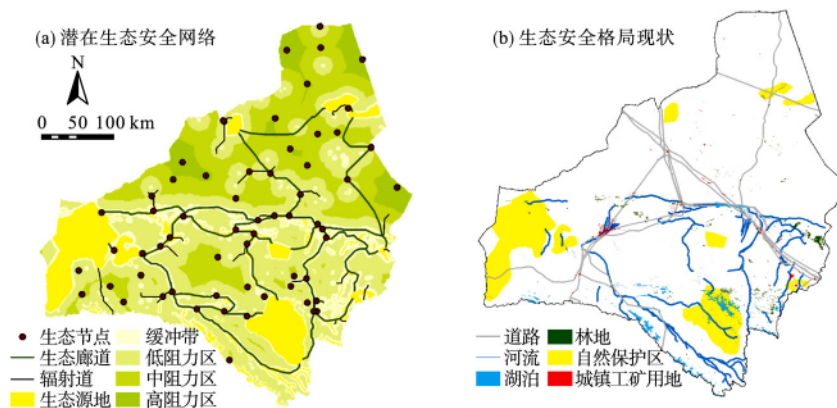 (a) 潜在生态安全网络
N
0 50 100 km
生态节点 缓冲带
生态廊道 低阻力区
辐射道 中阻力区
生态源地 高阻力区
(b) 生态安全格局现状
道路 林地
河流 自然保护区
湖泊 城镇工矿用地